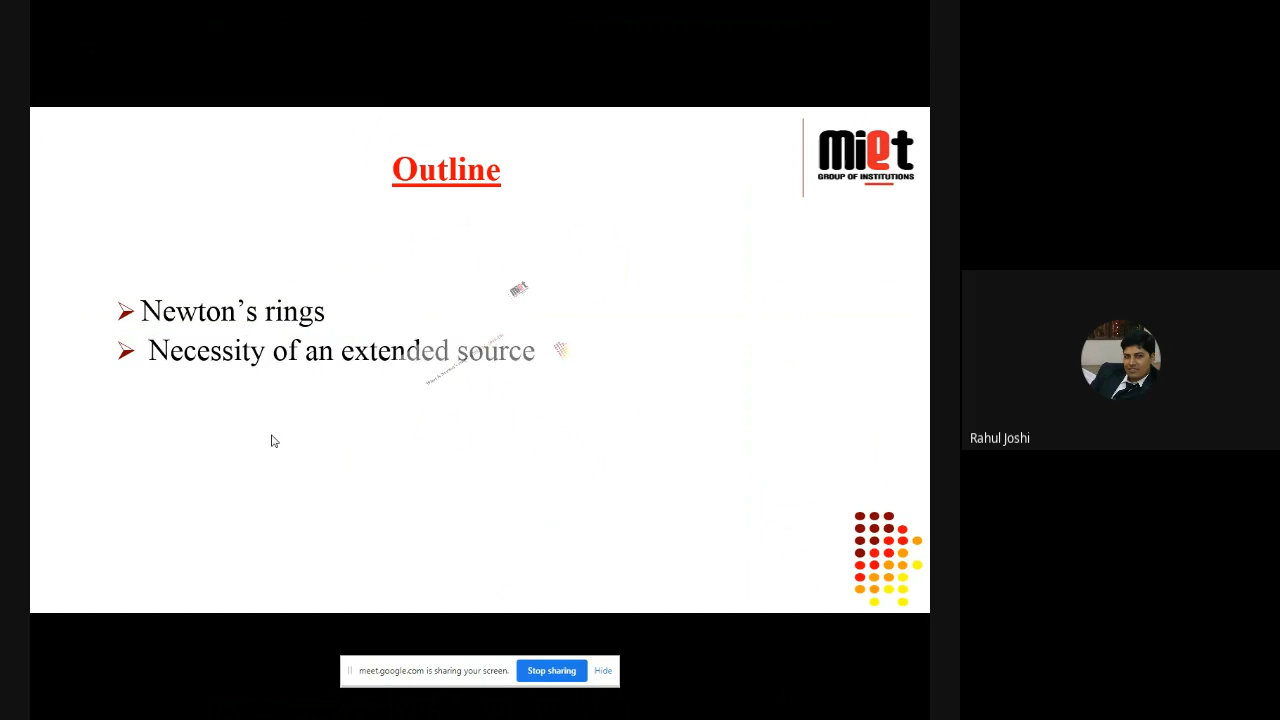 Outline
miet
GROUP OF INSTITUTIONS
➢ Newton’s rings
➢ Necessity of an extended source
miet
Rahul Joshi
meet.google.com is sharing your screen.
Stop sharing
Hide